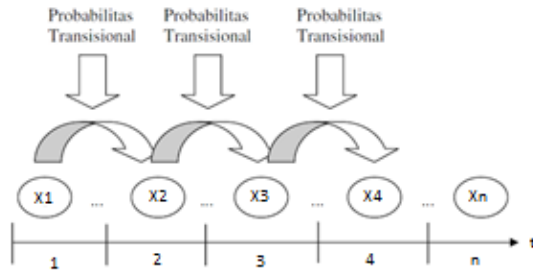 Probabilitas Probabilitas Probabilitas
Transisional Transisional Transisional
X1 ... X2 ... X3 ... X4 ... Xn
1 2 3 4 n t